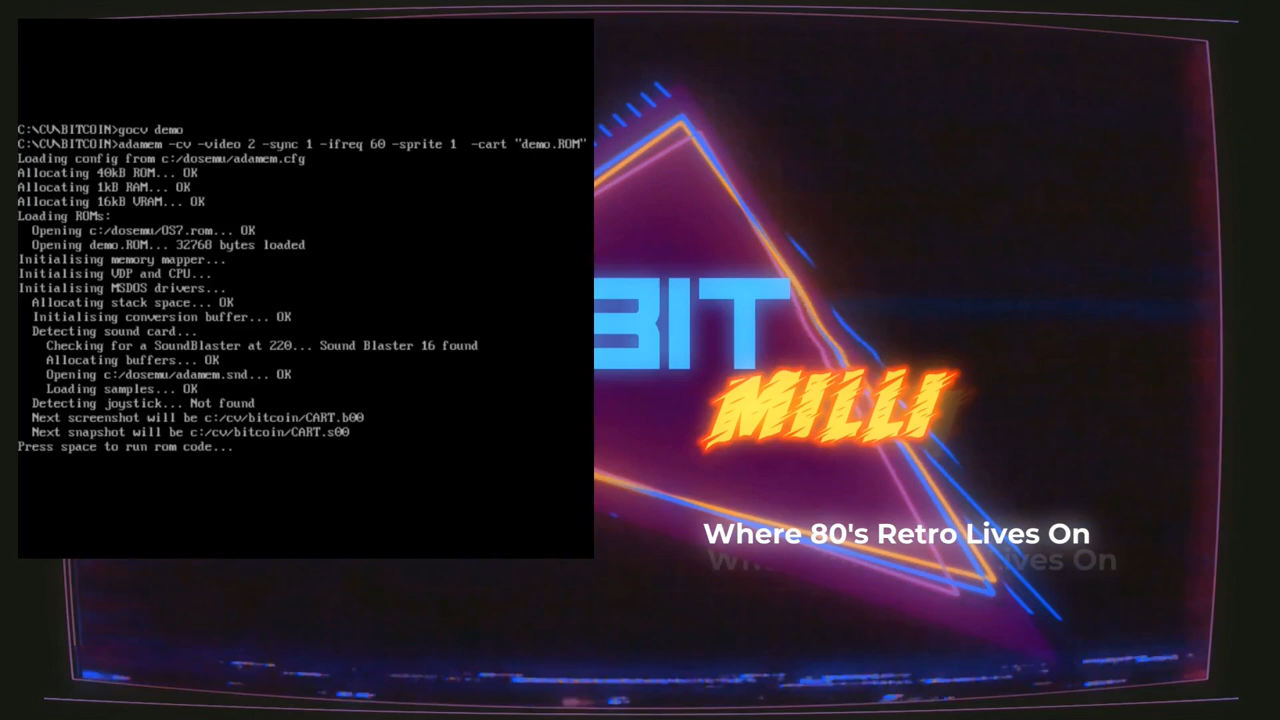 C:\CV\BITCOIN>gocv demo
C:\CV\BITCOIN>adamem -cv -video 2 -sync 1 -ifreq 60 -sprite 1  -cart "demo.ROM"
Loading config from c:/dosemu/adamem.cfg
Allocating 40kB ROM... OK
Allocating 1kB RAM... OK
Allocating 16kB VRAM... OK
Loading ROMs:
Opening c:/dosemu/OS7.rom... OK
Opening demo.ROM... 32768 bytes loaded
Initialising memory mapper...
Initialising VDP and CPU...
Initialising MSDOS drivers...
Allocating stack space... OK
Initialising conversion buffer... OK
Detecting sound card...
Checking for a SoundBlaster at 220... Sound Blaster 16 found
Allocating buffers... OK
Opening c:/dosemu/adamem.snd... OK
Loading samples... OK
Detecting joystick... Not found
Next screenshot will be c:/cv/bitcoin/CART.b00
Next snapshot will be c:/cv/bitcoin/CART.s00
Press space to run rom code...
BIT
MILLI
Where 80's Retro Lives On